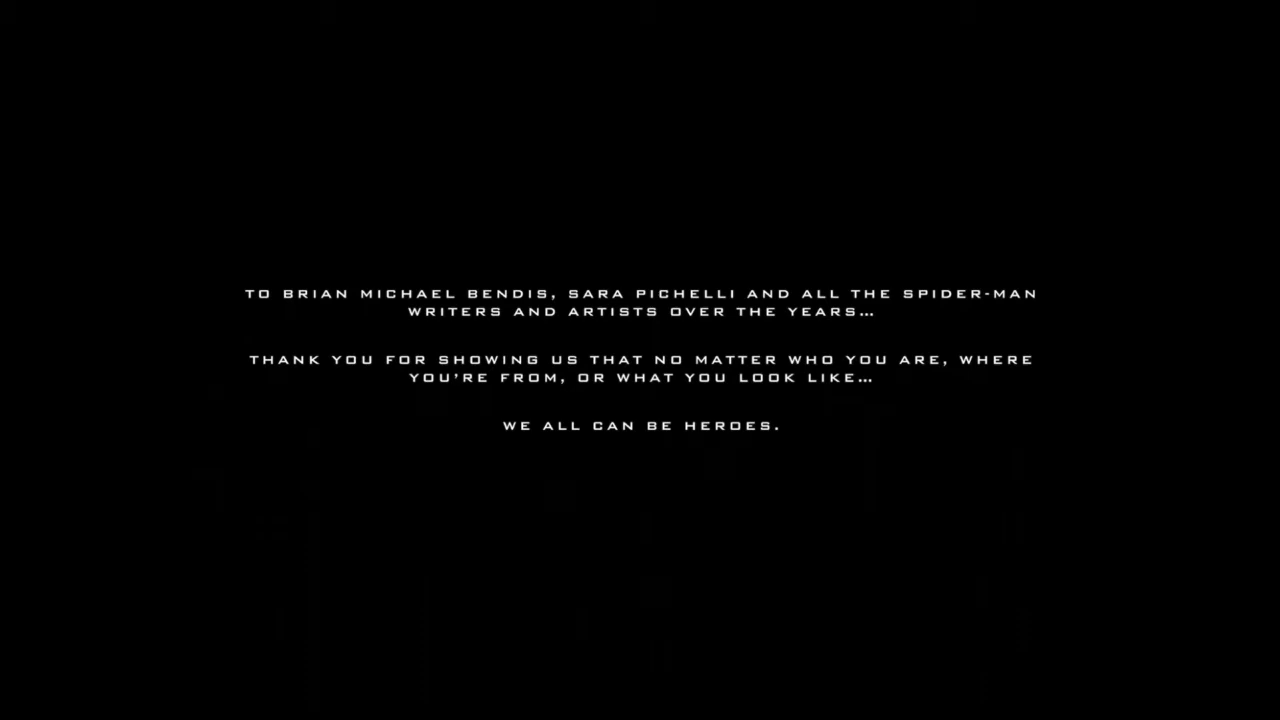 TO BRIAN MICHAEL BENDIS, SARA PICHELLI AND ALL THE SPIDER-MAN
WRITERS AND ARTISTS OVER THE YEARS...
THANK YOU FOR SHOWING US THAT NO MATTER WHO YOU ARE, WHERE
YOU'RE FROM, OR WHAT YOU LOOK LIKE...
WE ALL CAN BE HEROES.